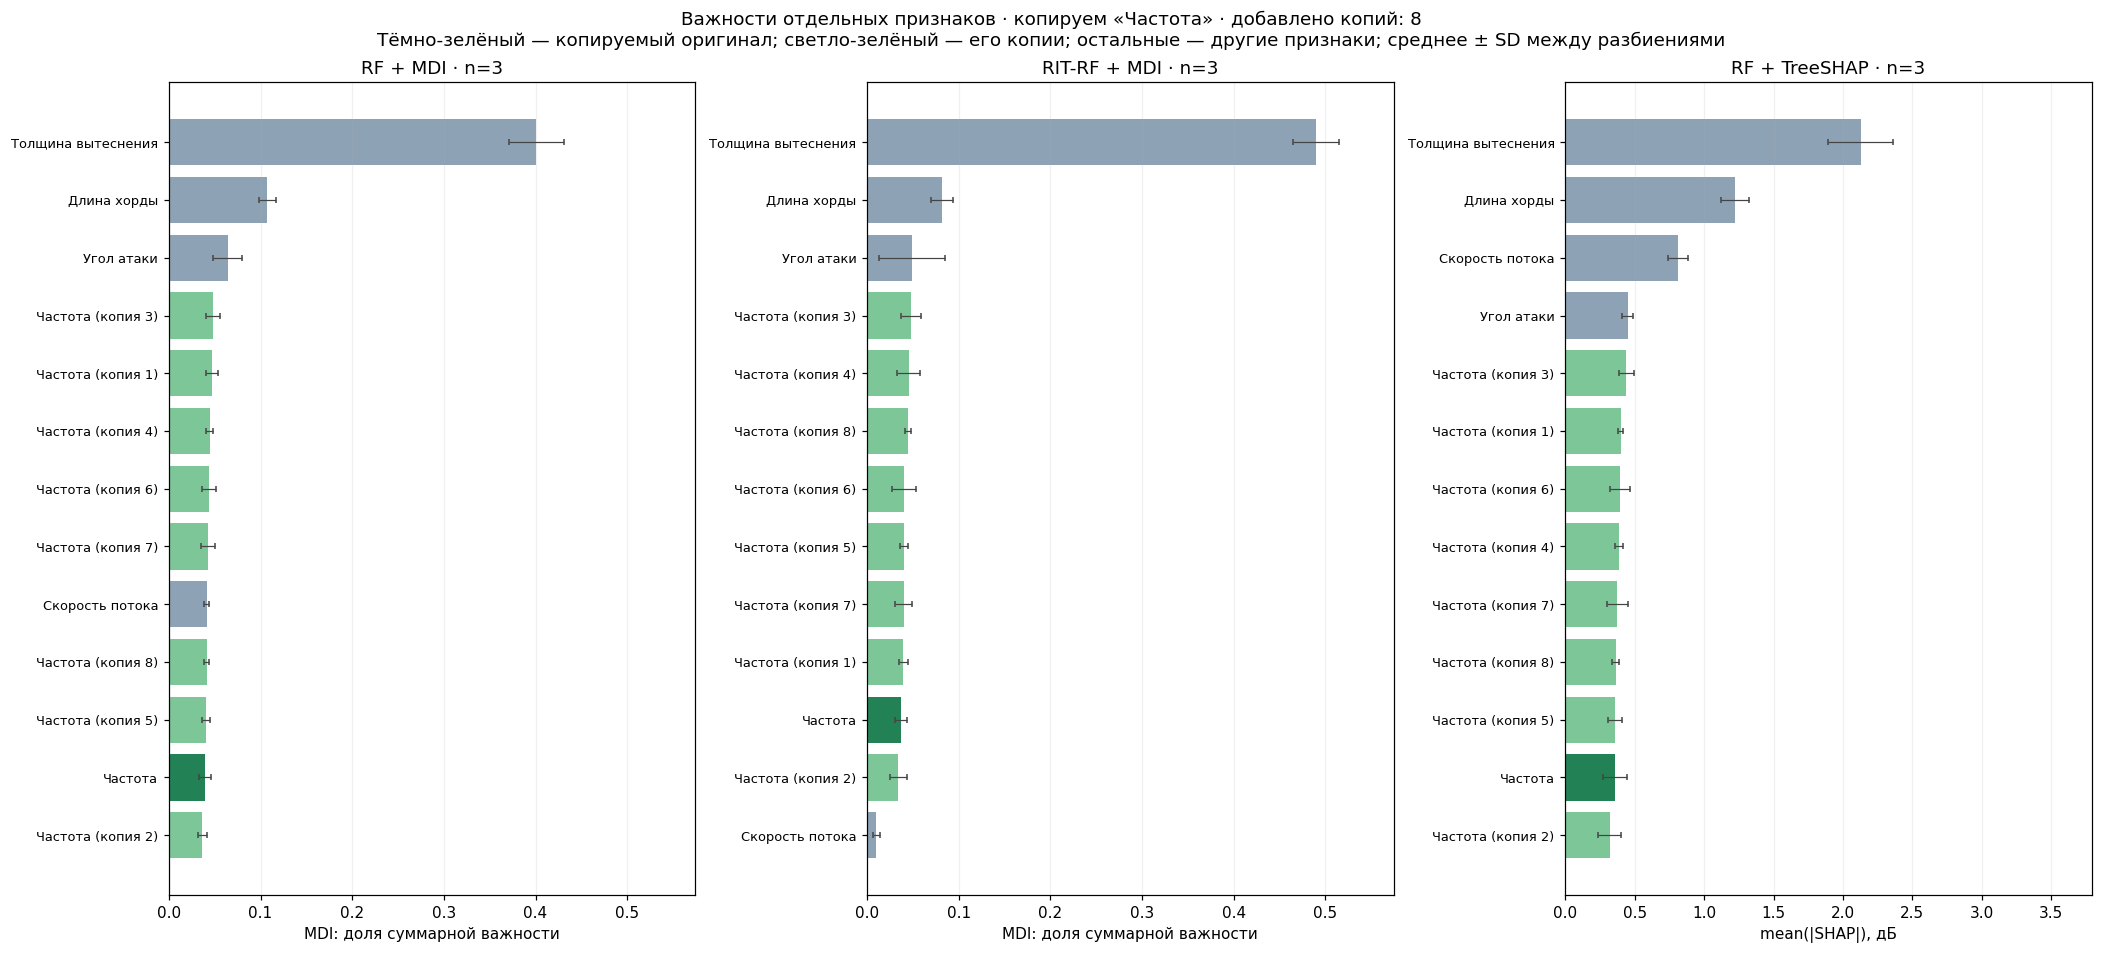 Важности отдельных признаков · копируем «Частота» · добавлено копий: 8
Тёмно-зелёный — копируемый оригинал; светло-зелёный — его копии; остальные — другие признаки; среднее ± SD между разбиениями
RF + MDI · n=3
Толщина вытеснения
Длина хорды
Угол атаки
Частота (копия 3)
Частота (копия 1)
Частота (копия 4)
Частота (копия 6)
Частота (копия 7)
Скорость потока
Частота (копия 8)
Частота (копия 5)
Частота
Частота (копия 2)
0.0 0.1 0.2 0.3 0.4 0.5
MDI: доля суммарной важности
RIT-RF + MDI · n=3
Толщина вытеснения
Длина хорды
Угол атаки
Частота (копия 3)
Частота (копия 4)
Частота (копия 8)
Частота (копия 6)
Частота (копия 5)
Частота (копия 7)
Частота (копия 1)
Частота
Частота (копия 2)
Скорость потока
0.0 0.1 0.2 0.3 0.4 0.5
MDI: доля суммарной важности
RF + TreeSHAP · n=3
Толщина вытеснения
Длина хорды
Скорость потока
Угол атаки
Частота (копия 3)
Частота (копия 1)
Частота (копия 6)
Частота (копия 4)
Частота (копия 7)
Частота (копия 8)
Частота (копия 5)
Частота
Частота (копия 2)
0.0 0.5 1.0 1.5 2.0 2.5 3.0 3.5
mean(|SHAP|), дБ